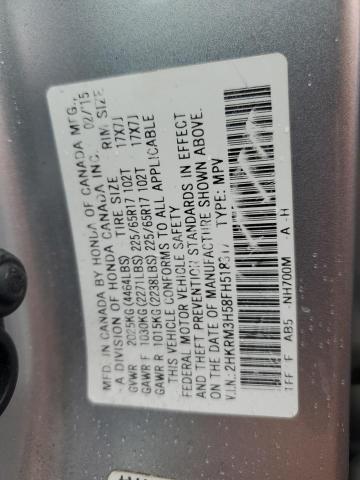 MFD. IN CANADA BY HONDA OF CANADA MFG.,
A DIVISION OF HONDA CANADA INC. 02/15
TIRE SIZE RIM SIZE
GVWR 2025KG (4464LBS)
GAWR F 1030KG (2271LBS) 225/65R17 102T 17X7J
GAWR R 1015KG (2238LBS) 225/65R17 102T 17X7J
THIS VEHICLE CONFORMS TO ALL APPLICABLE
FEDERAL MOTOR VEHICLE SAFETY
AND THEFT PREVENTION STANDARDS IN EFFECT
ON THE DATE OF MANUFACTURE SHOWN ABOVE.
V.I.N.: 2HKRM3H58FH518 TYPE: MPV
1FF F AB5 NH700M A -H